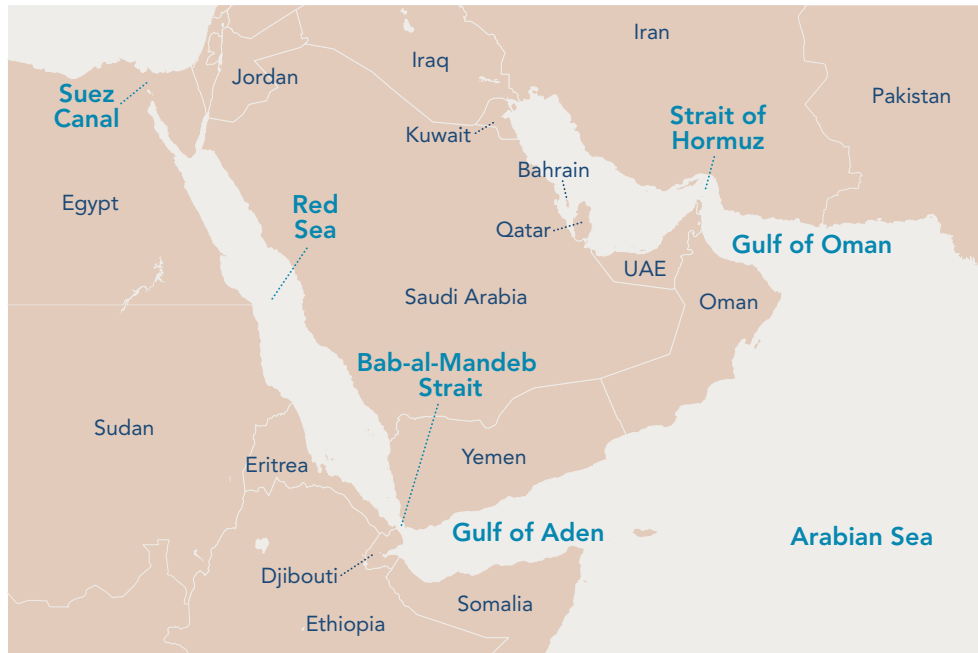 Iran
Iraq
Jordan
Suez
Canal
Pakistan
Strait of
Hormuz
Kuwait
Bahrain
Egypt
Red
Sea
Qatar
Gulf of Oman
UAE
Saudi Arabia
Oman
Bab-al-Mandeb
Strait
Sudan
Yemen
Eritrea
Gulf of Aden
Arabian Sea
Djibouti
Somalia
Ethiopia